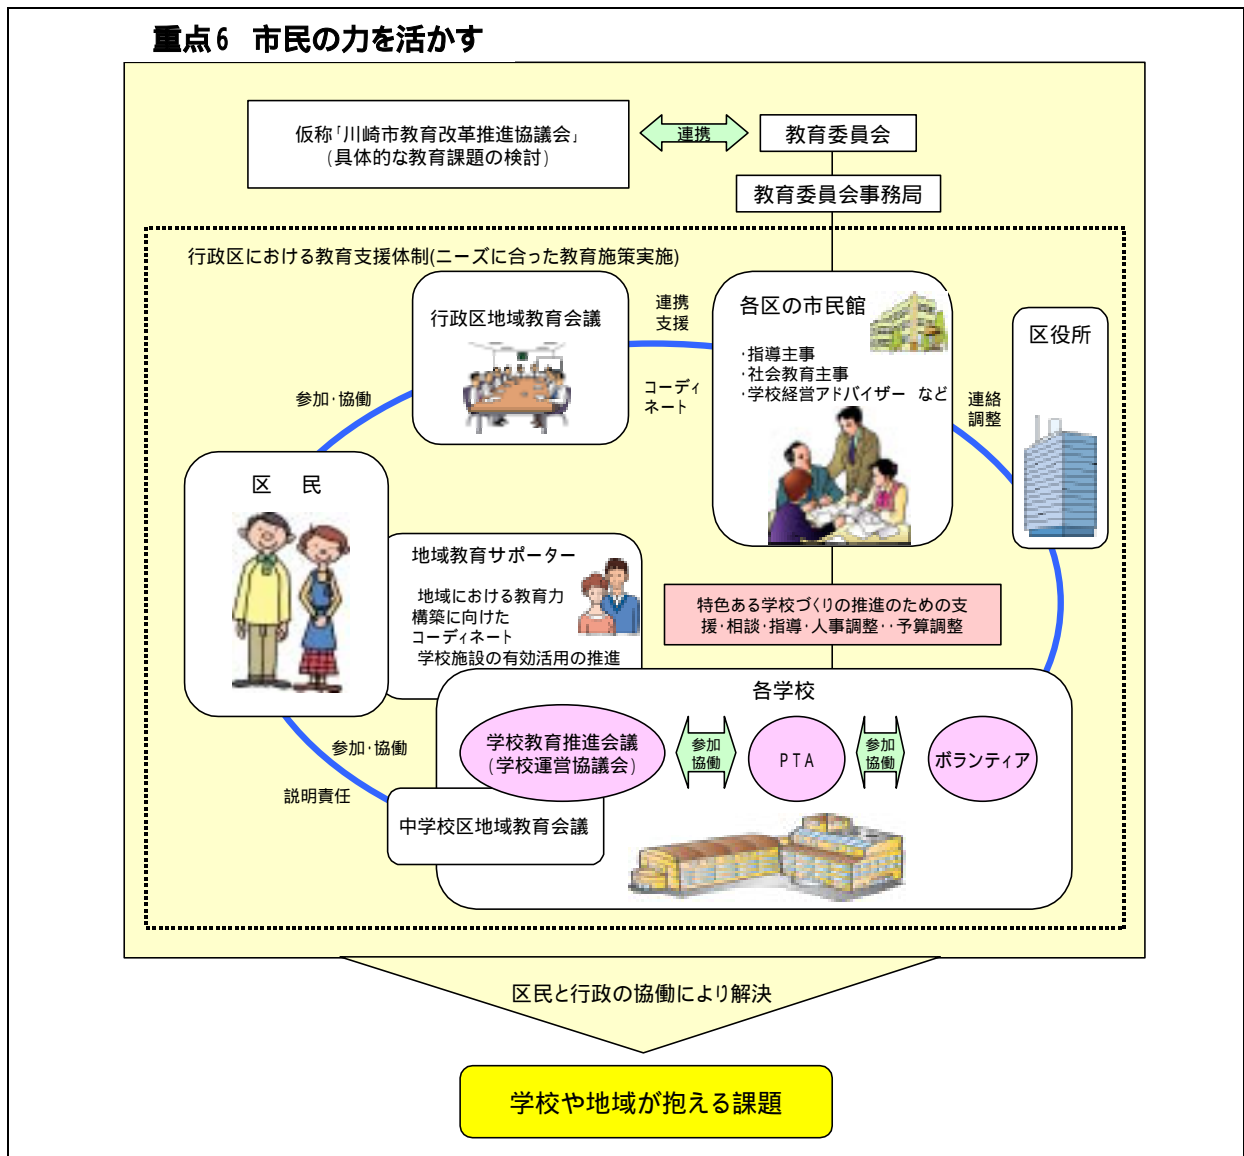 重点6 市民の力を活かす
仮称「川崎市教育改革推進協議会」
(具体的な教育課題の検討)
連携
教育委員会
教育委員会事務局
行政区における教育支援体制(ニーズに合った教育施策実施)
行政区地域教育会議
連携
支援
コーディ
ネート
各区の市民館
・指導主事
・社会教育主事
・学校経営アドバイザー など
区役所
連絡
調整
参加・協働
区 民
地域教育サポーター
地域における教育力
構築に向けた
コーディネート
学校施設の有効活用の推進
特色ある学校づくりの推進のための支
援・相談・指導・人事調整・・予算調整
各学校
学校教育推進会議
(学校運営協議会)
参加
協働
PTA
参加
協働
ボランティア
参加・協働
説明責任
中学校区地域教育会議
区民と行政の協働により解決
学校や地域が抱える課題